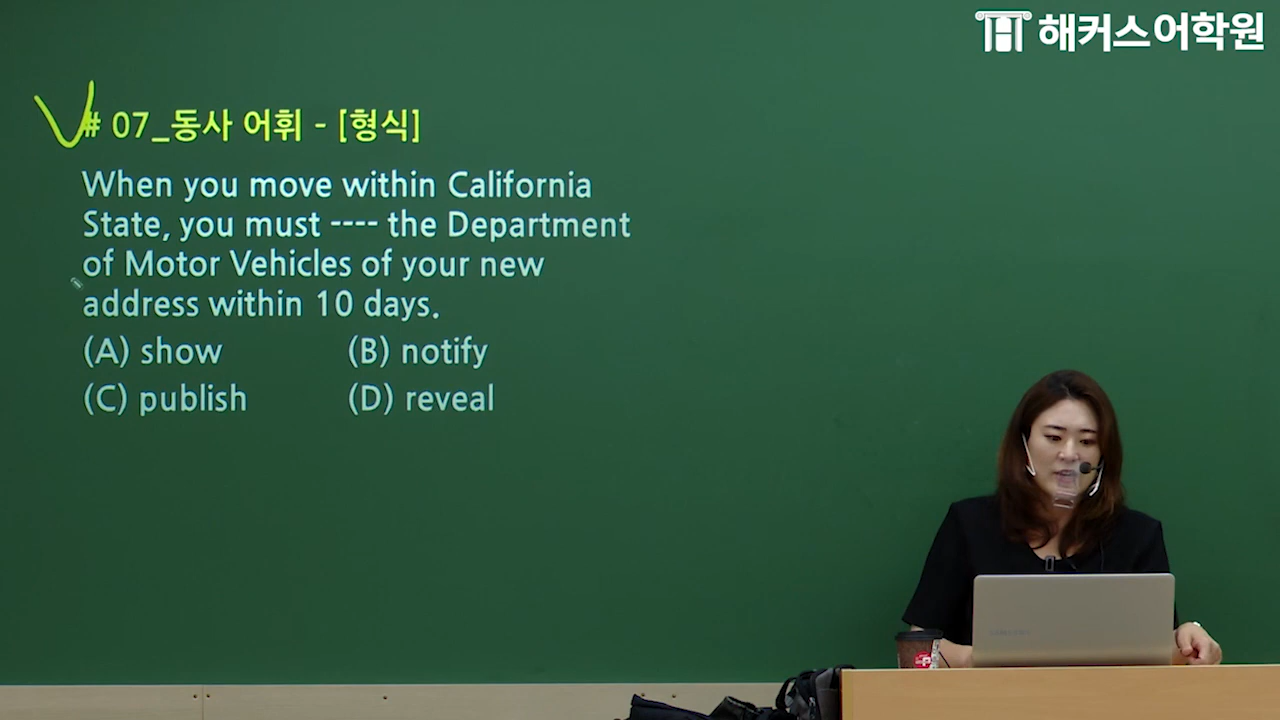 해커스어학원
# 07_동사 어휘 - [형식]
When you move within California
State, you must ---- the Department
of Motor Vehicles of your new
address within 10 days.
(A) show (B) notify
(C) publish (D) reveal